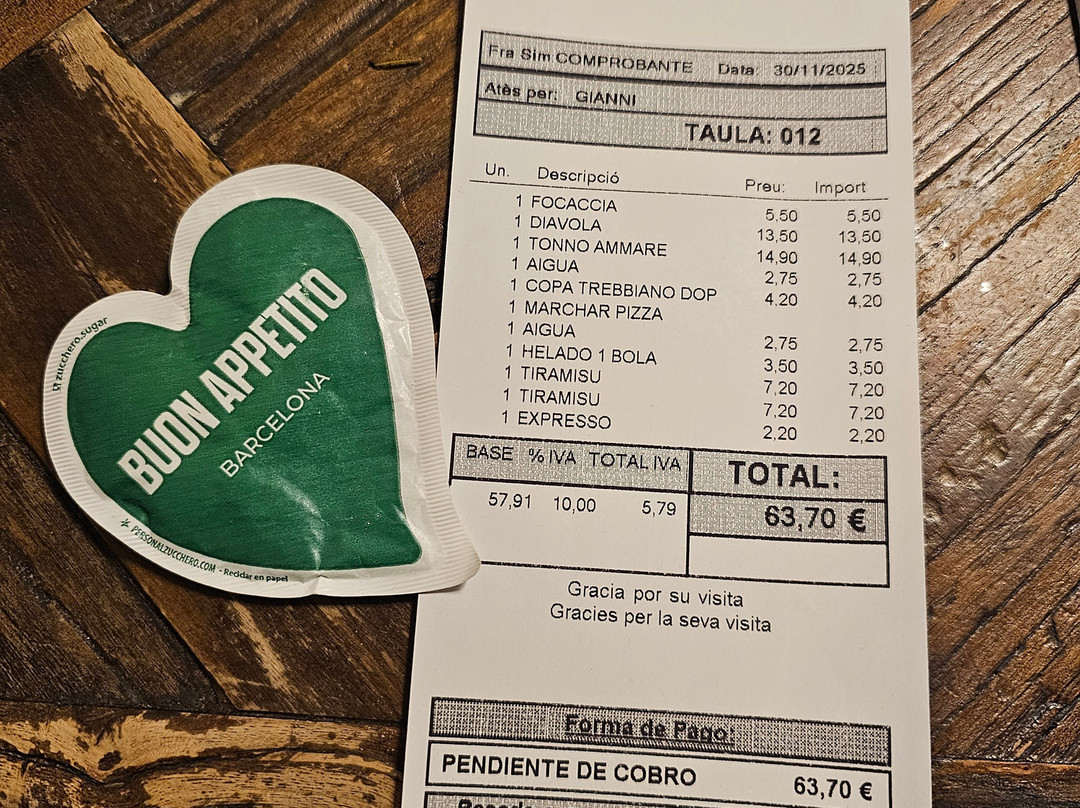 zucchero.sugar
BUON APPETITO
BARCELONA
* PERSONALZUCCHERO.COM - Reciclar en papel
Fra Sim COMPROBANTE Data: 30/11/2025
Atès per: GIANNI
TAULA: 012
Un. Descripció Preu: Import
1 FOCACCIA 5,50 5,50
1 DIAVOLA 13,50 13,50
1 TONNO AMMARE 14,90 14,90
1 AIGUA 2,75 2,75
1 COPA TREBBIANO DOP 4,20 4,20
1 MARCHAR PIZZA
1 AIGUA 2,75 2,75
1 HELADO 1 BOLA 3,50 3,50
1 TIRAMISU 7,20 7,20
1 TIRAMISU 7,20 7,20
1 EXPRESSO 2,20 2,20
BASE % IVA TOTAL IVA TOTAL:
57,91 10,00 5,79 63,70 €
Gracia por su visita
Gracies per la seva visita
Forma de Pago:
PENDIENTE DE COBRO 63,70 €